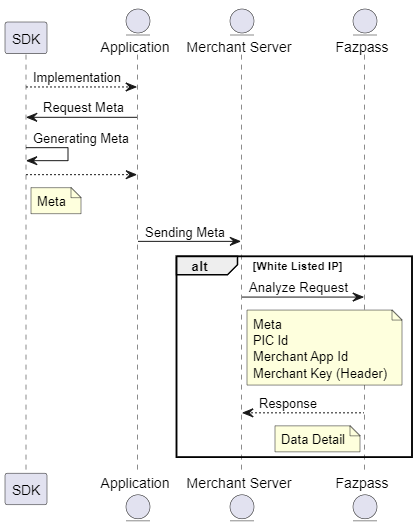 SDK
Application
Merchant Server
Fazpass
Implementation
Request Meta
Generating Meta
Meta
Sending Meta
alt
[White Listed IP]
Analyze Request
Meta
PIC Id
Merchant App Id
Merchant Key (Header)
Response
Data Detail
SDK
Application
Merchant Server
Fazpass